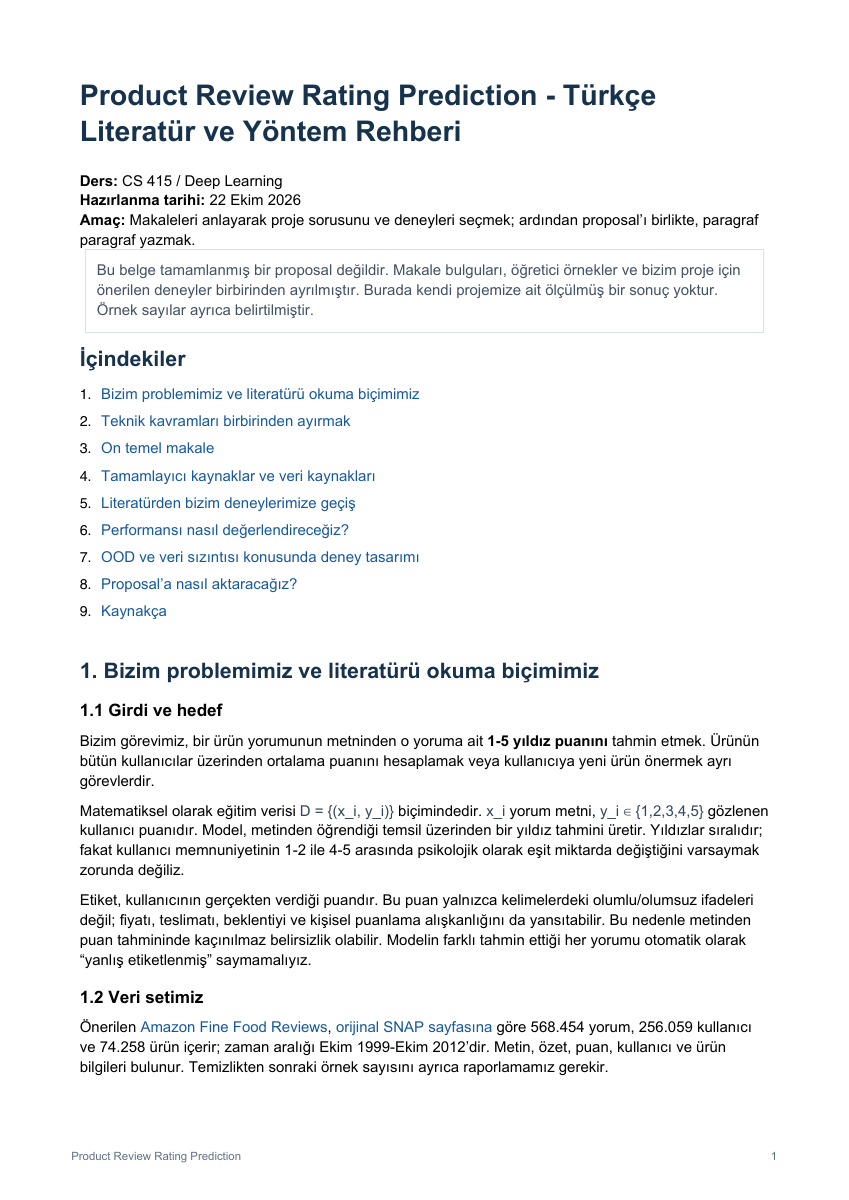 Product Review Rating Prediction - Türkçe
Literatür ve Yöntem Rehberi
Ders: CS 415 / Deep Learning
Hazırlanma tarihi: 22 Ekim 2026
Amaç: Makaleleri anlayarak proje sorusunu ve deneyleri seçmek; ardından proposal’ı birlikte, paragraf
paragraf yazmak.
Bu belge tamamlanmış bir proposal değildir. Makale bulguları, öğretici örnekler ve bizim proje için
önerilen deneyler birbirinden ayrılmıştır. Burada kendi projemize ait ölçülmüş bir sonuç yoktur.
Örnek sayılar ayrıca belirtilmiştir.
İçindekiler
1. Bizim problemimiz ve literatürü okuma biçimimiz
2. Teknik kavramları birbirinden ayırmak
3. On temel makale
4. Tamamlayıcı kaynaklar ve veri kaynakları
5. Literatürden bizim deneylerimize geçiş
6. Performansı nasıl değerlendireceğiz?
7. OOD ve veri sızıntısı konusunda deney tasarımı
8. Proposal’a nasıl aktaracağız?
9. Kaynakça
1. Bizim problemimiz ve literatürü okuma biçimimiz
1.1 Girdi ve hedef
Bizim görevimiz, bir ürün yorumunun metninden o yoruma ait 1-5 yıldız puanını tahmin etmek. Ürünün
bütün kullanıcılar üzerinden ortalama puanını hesaplamak veya kullanıcıya yeni ürün önermek ayrı
görevlerdir.
Matematiksel olarak eğitim verisi D = {(x_i, y_i)} biçimindedir. x_i yorum metni, y_i ∈ {1,2,3,4,5} gözlenen
kullanıcı puanıdır. Model, metinden öğrendiği temsil üzerinden bir yıldız tahmini üretir. Yıldızlar sıralıdır;
fakat kullanıcı memnuniyetinin 1-2 ile 4-5 arasında psikolojik olarak eşit miktarda değiştiğini varsaymak
zorunda değiliz.
Etiket, kullanıcının gerçekten verdiği puandır. Bu puan yalnızca kelimelerdeki olumlu/olumsuz ifadeleri
değil; fiyatı, teslimatı, beklentiyi ve kişisel puanlama alışkanlığını da yansıtabilir. Bu nedenle metinden
puan tahmininde kaçınılmaz belirsizlik olabilir. Modelin farklı tahmin ettiği her yorumu otomatik olarak
“yanlış etiketlenmiş” saymamalıyız.
1.2 Veri setimiz
Önerilen Amazon Fine Food Reviews, orijinal SNAP sayfasına göre 568.454 yorum, 256.059 kullanıcı
ve 74.258 ürün içerir; zaman aralığı Ekim 1999-Ekim 2012’dir. Metin, özet, puan, kullanıcı ve ürün
bilgileri bulunur. Temizlikten sonraki örnek sayısını ayrıca raporlamamız gerekir.
Product Review Rating Prediction
1